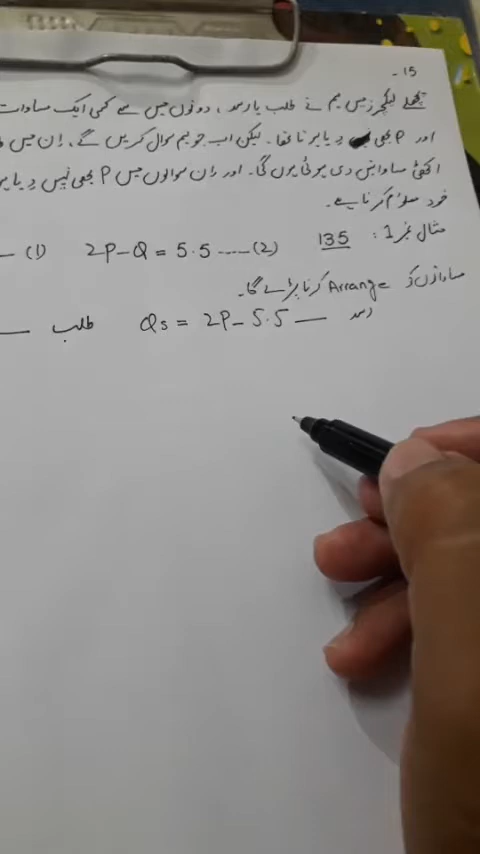 15 -
پچھلے لیکچرز میں ہم نے طلب یا رسد، دونوں میں سے کسی ایک مساوات
اور P بھی دیا ہوتا تھا۔ لیکن اب جو ہم سوال کریں گے، اِن میں
اکٹھی مساواتیں دی ہوئی ہوں گی۔ اور اِن سوالوں میں P بھی نہیں دیا
خود معلوم کرنا ہے۔
مثال نمبر 1: 135 2P-Q = 5.5 ----(2) — (1)
مساواتوں کو Arrange کرنا پڑے گا۔
رسد Qs = 2P - 5.5 — طلب —